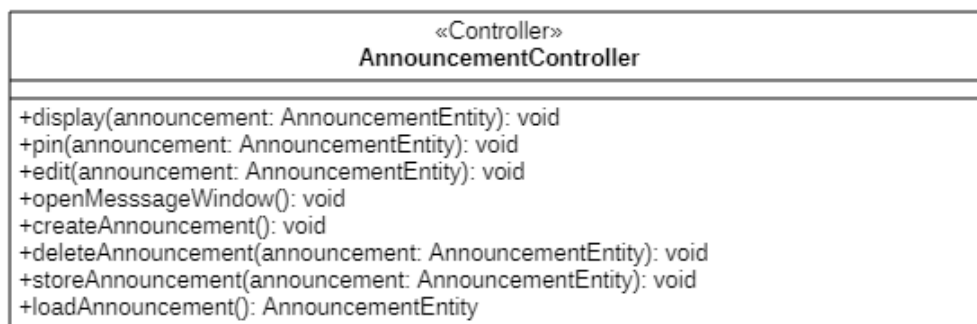 «Controller»
AnnouncementController
+display(announcement: AnnouncementEntity): void
+pin(announcement: AnnouncementEntity): void
+edit(announcement: AnnouncementEntity): void
+openMesssageWindow(): void
+createAnnouncement(): void
+deleteAnnouncement(announcement: AnnouncementEntity): void
+storeAnnouncement(announcement: AnnouncementEntity): void
+loadAnnouncement(): AnnouncementEntity